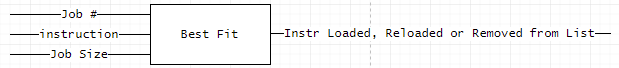 Job #
instruction
Job Size
Best Fit
Instr Loaded, Reloaded or Removed from List